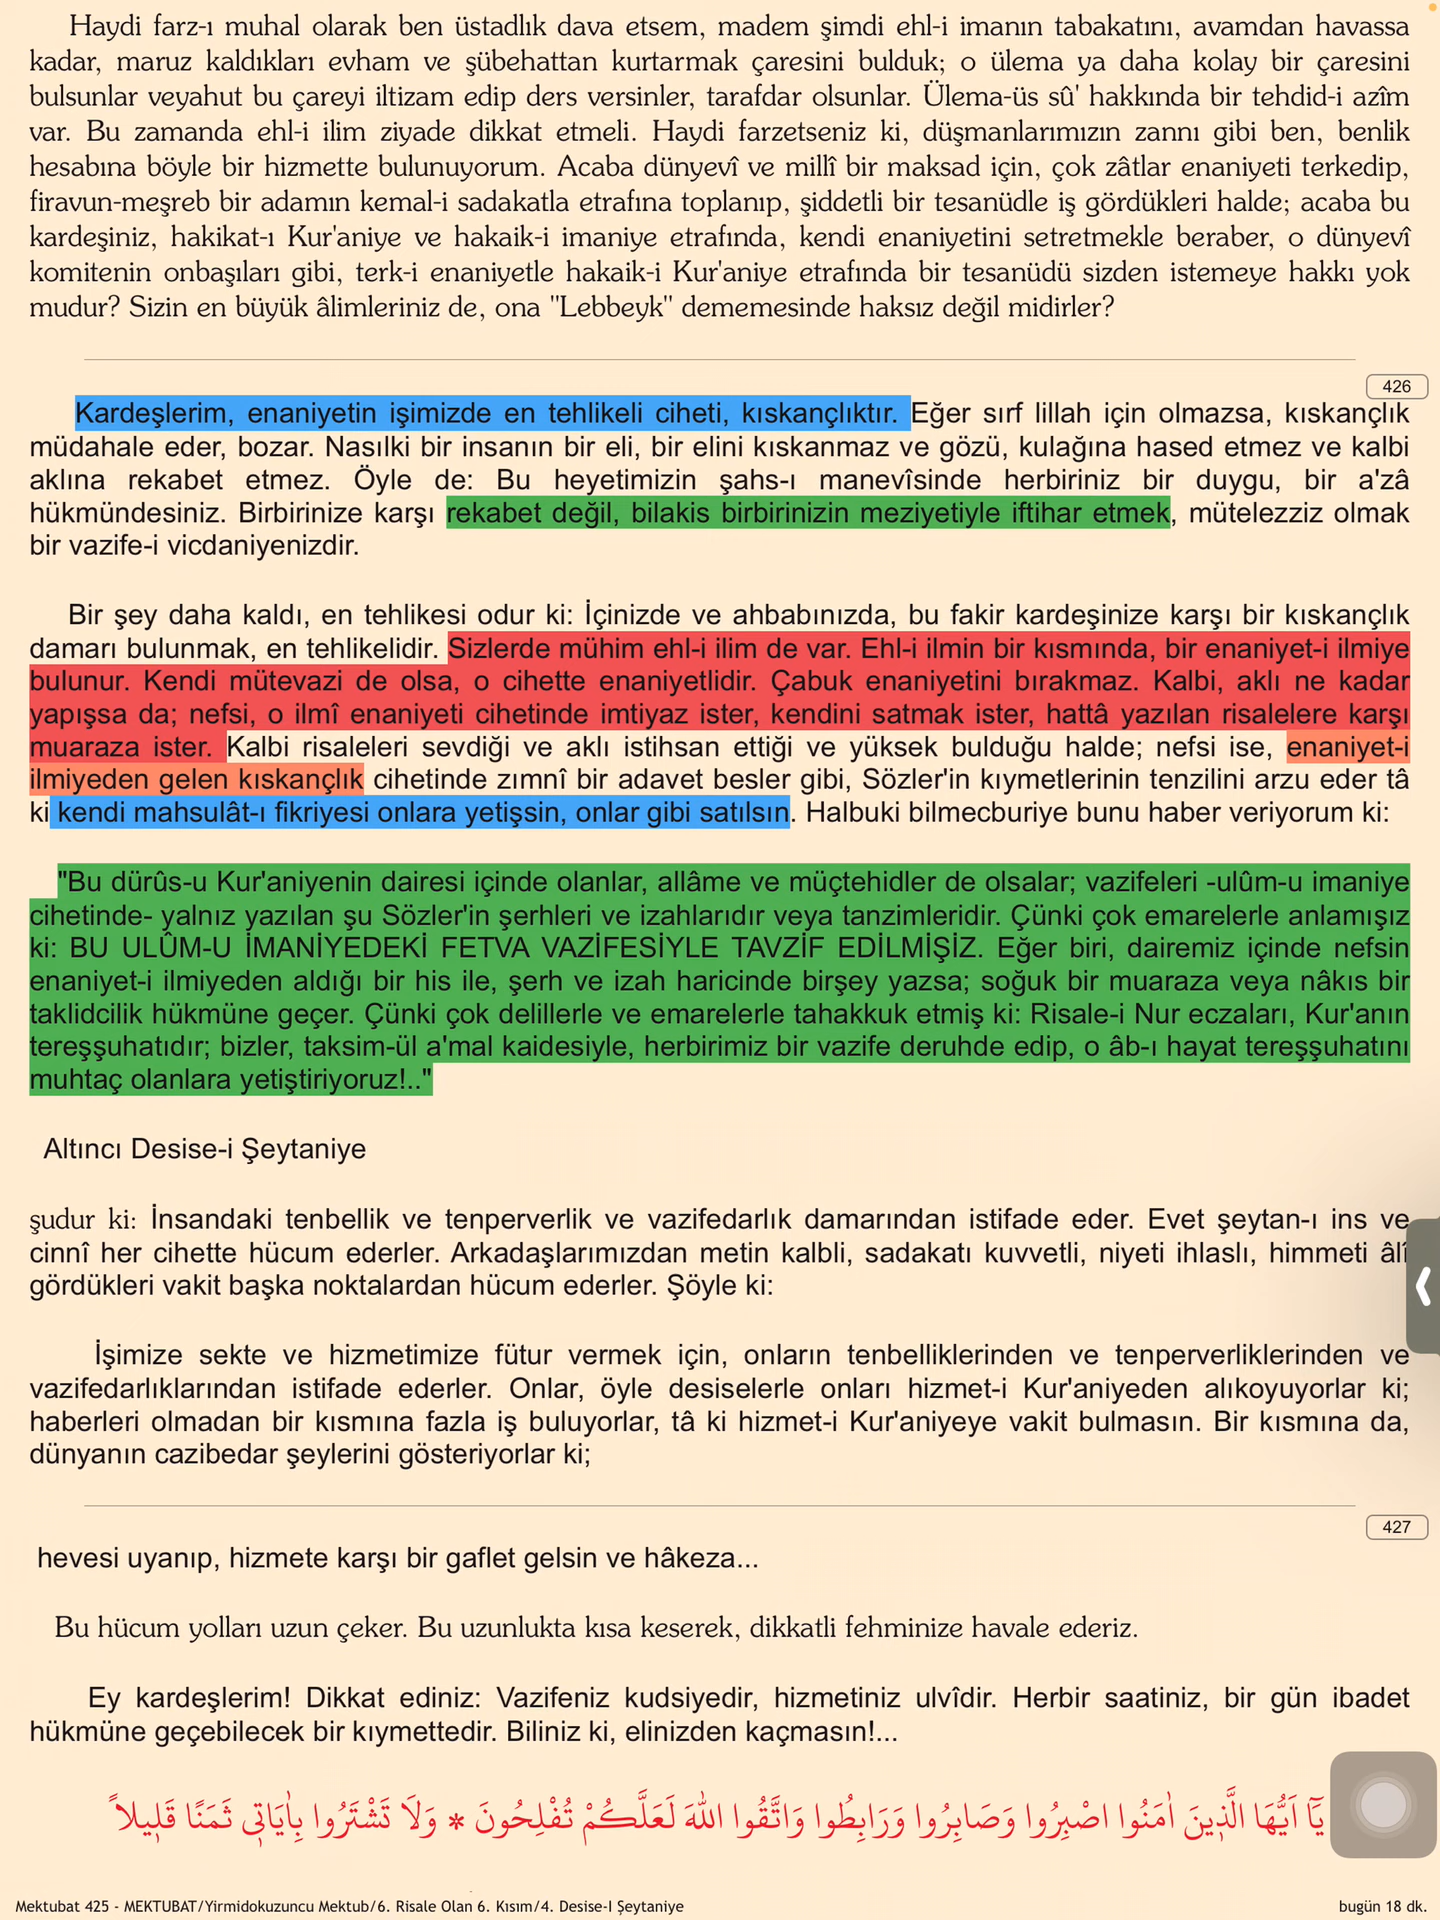 Haydi farz-ı muhal olarak ben üstadlık dava etsem, madem şimdi ehl-i imanın tabakatını, avamdan havassa
kadar, maruz kaldıkları evham ve şübehattan kurtarmak çaresini bulduk; o ülema ya daha kolay bir çaresini
bulsunlar veyahut bu çareyi iltizam edip ders versinler, tarafdar olsunlar. Ülema-üs sû' hakkında bir tehdid-i azîm
var. Bu zamanda ehl-i ilim ziyade dikkat etmeli. Haydi farzetseniz ki, düşmanlarımızın zannı gibi ben, benlik
hesabına böyle bir hizmette bulunuyorum. Acaba dünyevî ve millî bir maksad için, çok zâtlar enaniyeti terkedip,
firavun-meşreb bir adamın kemal-i sadakatla etrafına toplanıp, şiddetli bir tesanüdle iş gördükleri halde; acaba bu
kardeşiniz, hakikat-ı Kur'aniye ve hakaik-i imaniye etrafında, kendi enaniyetini setretmekle beraber, o dünyevî
komitenin onbaşıları gibi, terk-i enaniyetle hakaik-i Kur'aniye etrafında bir tesanüdü sizden istemeye hakkı yok
mudur? Sizin en büyük âlimleriniz de, ona "Lebbeyk" dememesinde haksız değil midirler?
426
Kardeşlerim, enaniyetin işimizde en tehlikeli ciheti, kıskançlıktır. Eğer sırf lillah için olmazsa, kıskançlık
müdahale eder, bozar. Nasılki bir insanın bir eli, bir elini kıskanmaz ve gözü, kulağına hased etmez ve kalbi
aklına rekabet etmez. Öyle de: Bu heyetimizin şahs-ı manevîsinde herbiriniz bir duygu, bir a'zâ
hükmündesiniz. Birbirinize karşı rekabet değil, bilakis birbirinizin meziyetiyle iftihar etmek, mütelezziz olmak
bir vazife-i vicdaniyenizdir.
Bir şey daha kaldı, en tehlikesi odur ki: İçinizde ve ahbabınızda, bu fakir kardeşinize karşı bir kıskançlık
damarı bulunmak, en tehlikelidir. Sizlerde mühim ehl-i ilim de var. Ehl-i ilmin bir kısmında, bir enaniyet-i ilmiye
bulunur. Kendi mütevazi de olsa, o cihette enaniyetlidir. Çabuk enaniyetini bırakmaz. Kalbi, aklı ne kadar
yapışsa da; nefsi, o ilmî enaniyeti cihetinde imtiyaz ister, kendini satmak ister, hattâ yazılan risalelere karşı
muaraza ister. Kalbi risaleleri sevdiği ve aklı istihsan ettiği ve yüksek bulduğu halde; nefsi ise, enaniyet-i
ilmiyeden gelen kıskançlık cihetinde zımnî bir adavet besler gibi, Sözler'in kıymetlerinin tenzilini arzu eder tâ
ki kendi mahsulât-ı fikriyesi onlara yetişsin, onlar gibi satılsın. Halbuki bilmecburiye bunu haber veriyorum ki:
"Bu dürûs-u Kur'aniyenin dairesi içinde olanlar, allâme ve müçtehidler de olsalar; vazifeleri -ulûm-u imaniye
cihetinde- yalnız yazılan şu Sözler'in şerhleri ve izahlarıdır veya tanzimleridir. Çünki çok emarelerle anlamışız
ki: BU ULÛM-U İMANİYEDEKİ FETVA VAZİFESİYLE TAVZİF EDİLMİŞİZ. Eğer biri, dairemiz içinde nefsin
enaniyet-i ilmiyeden aldığı bir his ile, şerh ve izah haricinde birşey yazsa; soğuk bir muaraza veya nâkıs bir
taklidcilik hükmüne geçer. Çünki çok delillerle ve emarelerle tahakkuk etmiş ki: Risale-i Nur eczaları, Kur'anın
tereşşuhatıdır; bizler, taksim-ül a'mal kaidesiyle, herbirimiz bir vazife deruhde edip, o âb-ı hayat tereşşuhatını
muhtaç olanlara yetiştiriyoruz!.."
Altıncı Desise-i Şeytaniye
şudur ki: İnsandaki tenbellik ve tenperverlik ve vazifedarlık damarından istifade eder. Evet şeytan-ı ins ve
cinnî her cihette hücum ederler. Arkadaşlarımızdan metin kalbli, sadakatı kuvvetli, niyeti ihlaslı, himmeti âlî
gördükleri vakit başka noktalardan hücum ederler. Şöyle ki:
İşimize sekte ve hizmetimize fütur vermek için, onların tenbelliklerinden ve tenperverliklerinden ve
vazifedarlıklarından istifade ederler. Onlar, öyle desiselerle onları hizmet-i Kur'aniyeden alıkoyuyorlar ki;
haberleri olmadan bir kısmına fazla iş buluyorlar, tâ ki hizmet-i Kur'aniyeye vakit bulmasın. Bir kısmına da,
dünyanın cazibedar şeylerini gösteriyorlar ki;
427
hevesi uyanıp, hizmete karşı bir gaflet gelsin ve hâkeza...
Bu hücum yolları uzun çeker. Bu uzunlukta kısa keserek, dikkatli fehminize havale ederiz.
Ey kardeşlerim! Dikkat ediniz: Vazifeniz kudsiyedir, hizmetiniz ulvîdir. Herbir saatiniz, bir gün ibadet
hükmüne geçebilecek bir kıymettedir. Biliniz ki, elinizden kaçmasın!...
يَٓا اَيُّهَا الَّذٖينَ اٰمَنُوا اصْبِرُوا وَصَابِرُوا وَرَابِطُوا وَاتَّقُوا اللّٰهَ لَعَلَّكُمْ تُفْلِحُونَ * وَلَا تَشْتَرُوا بِاٰيَاتٖى ثَمَنًا قَلٖيلاً
Mektubat 425 - MEKTUBAT/Yirmidokuzuncu Mektub/6. Risale Olan 6. Kısım/4. Desise-I Şeytaniye
bugün 18 dk.